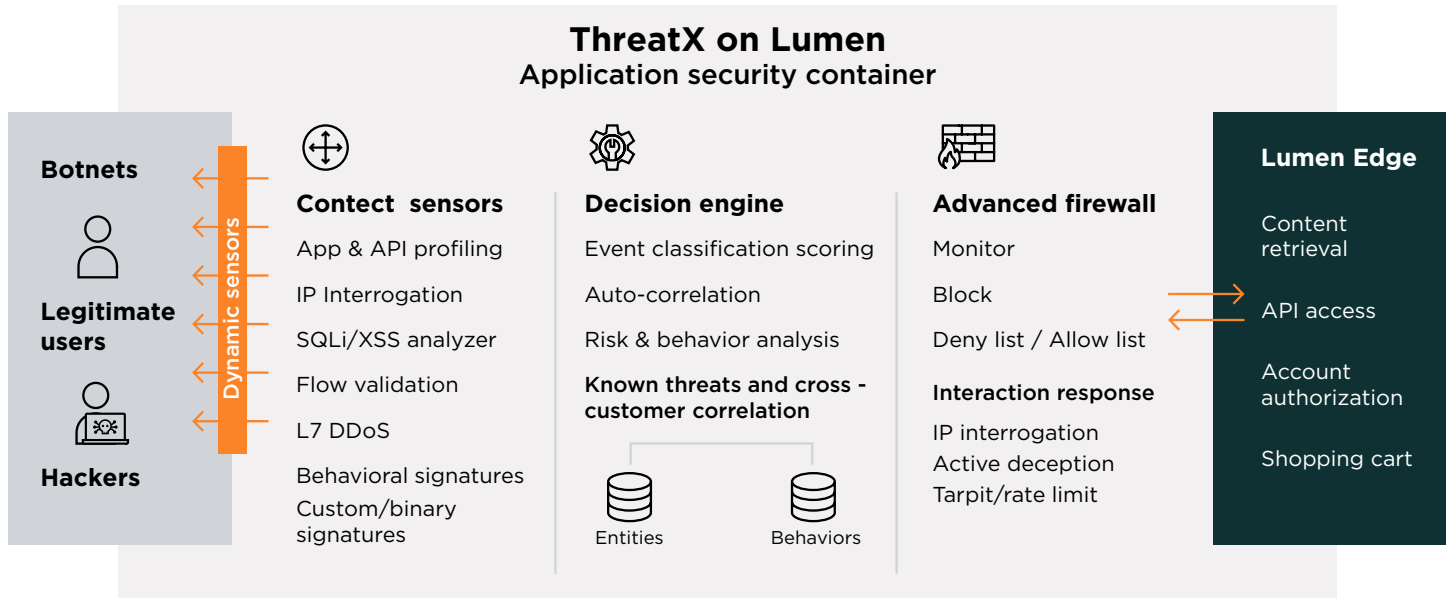 ThreatX on Lumen
Application security container
Botnets
Legitimate
users
Hackers
Dynamic sensors
Contect  sensors
App & API profiling
IP Interrogation
SQLi/XSS analyzer
Flow validation
L7 DDoS
Behavioral signatures
Custom/binary
signatures
Decision engine
Event classification scoring
Auto-correlation
Risk & behavior analysis
Known threats and cross -
customer correlation
Entities
Behaviors
Advanced firewall
Monitor
Block
Deny list / Allow list
Interaction response
IP interrogation
Active deception
Tarpit/rate limit
Lumen Edge
Content
retrieval
API access
Account
authorization
Shopping cart